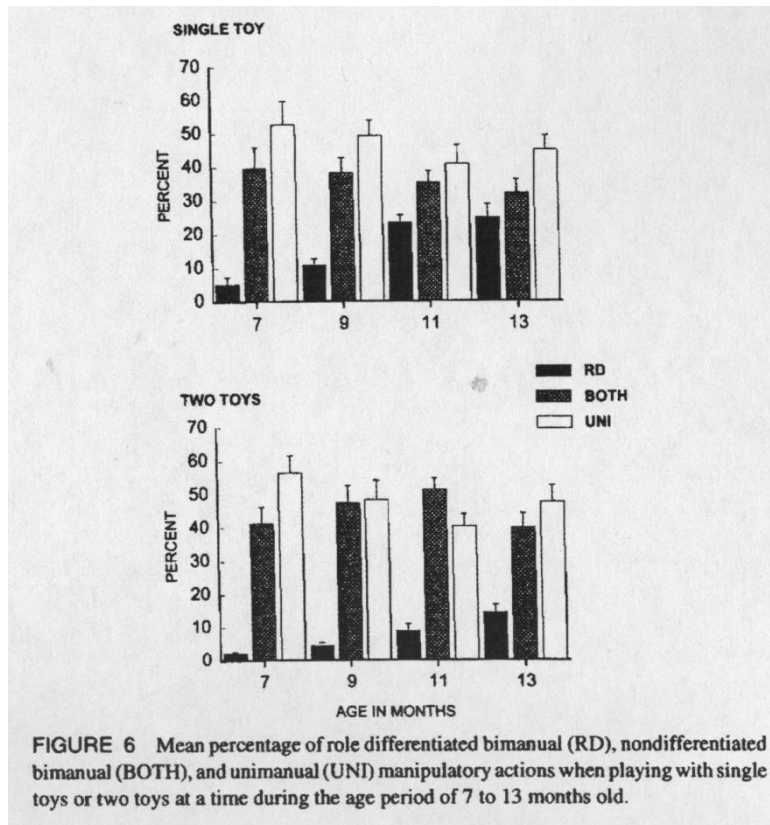 SINGLE TOY
70
60
50
40
30
20
10
0
PERCENT
7 9 11 13
RD
BOTH
UNI
TWO TOYS
70
60
50
40
30
20
10
0
PERCENT
7 9 11 13
AGE IN MONTHS
FIGURE 6 Mean percentage of role differentiated bimanual (RD), nondifferentiated
bimanual (BOTH), and unimanual (UNI) manipulatory actions when playing with single
toys or two toys at a time during the age period of 7 to 13 months old.